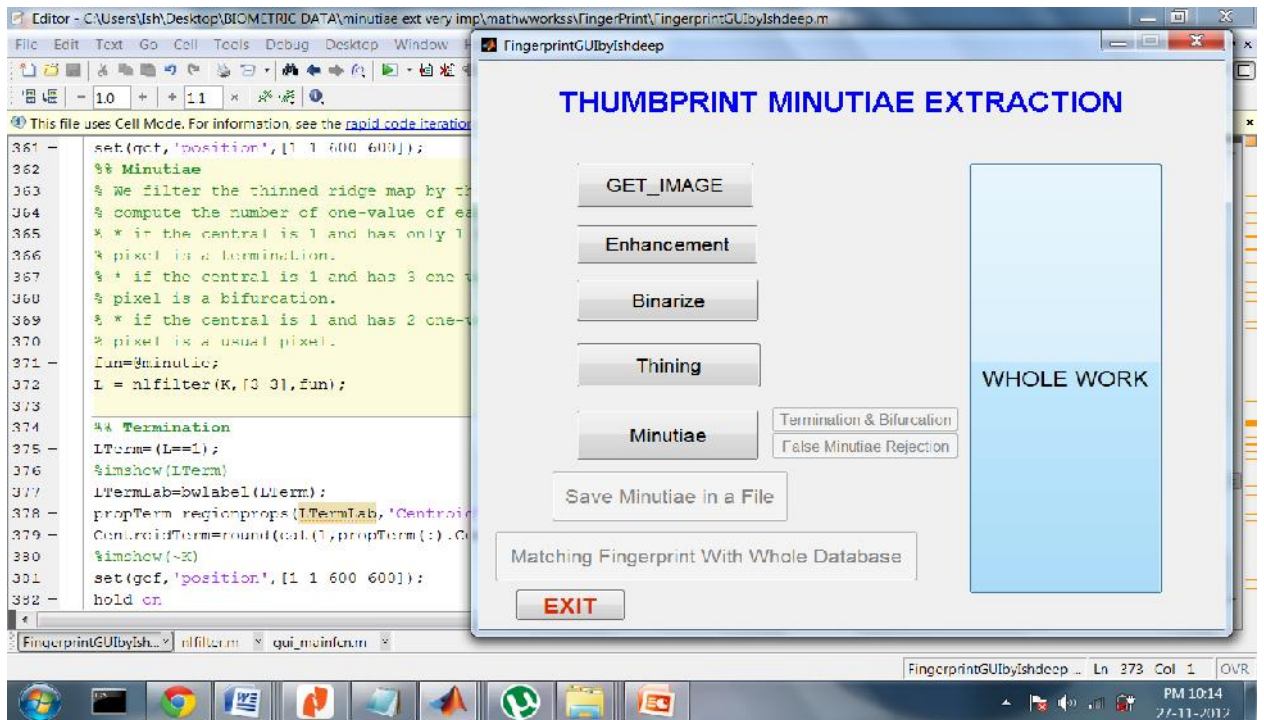 Editor - C:\Users\Ish\Desktop\BIOMETRIC DATA\minutiae ext very imp\mathwworkss\FingerPrint\FingerprintGUIbyIshdeep.m
File Edit Text Go Cell Tools Debug Desktop Window H
1.0 1.1
This file uses Cell Mode. For information, see the rapid code iteration
361 set(gcf,'position',[1 1 600 600]);
362 %% Minutiae
363 % We filter the thinned ridge map by th
364 % compute the number of one-value of ea
365 % * if the central is 1 and has only 1
366 % pixel is a termination.
367 % * if the central is 1 and has 3 one-v
368 % pixel is a bifurcation.
369 % * if the central is 1 and has 2 one-v
370 % pixel is a usual pixel.
371 fun=@minutie;
372 L = nlfilter(K,[3 3],fun);
373
374 %% Termination
375 LTerm=(L==1);
376 %imshow(LTerm)
377 LTermLab=bwlabel(LTerm);
378 propTerm=regionprops(LTermLab,'Centroid
379 CentroidTerm=round(cat(1,propTerm(:).Ce
380 %imshow(~K)
381 set(gcf,'position',[1 1 600 600]);
382 hold on
FingerprintGUIbyIsh... nlfilter.m gui_mainfcn.m
FingerprintGUIbyIshdeep
THUMBPRINT MINUTIAE EXTRACTION
GET_IMAGE
Enhancement
Binarize
Thining
Minutiae
Termination & Bifurcation
False Minutiae Rejection
Save Minutiae in a File
Matching Fingerprint With Whole Database
EXIT
WHOLE WORK
FingerprintGUIbyIshdeep ... Ln 373 Col 1 OVR
PM 10:14
27-11-2012